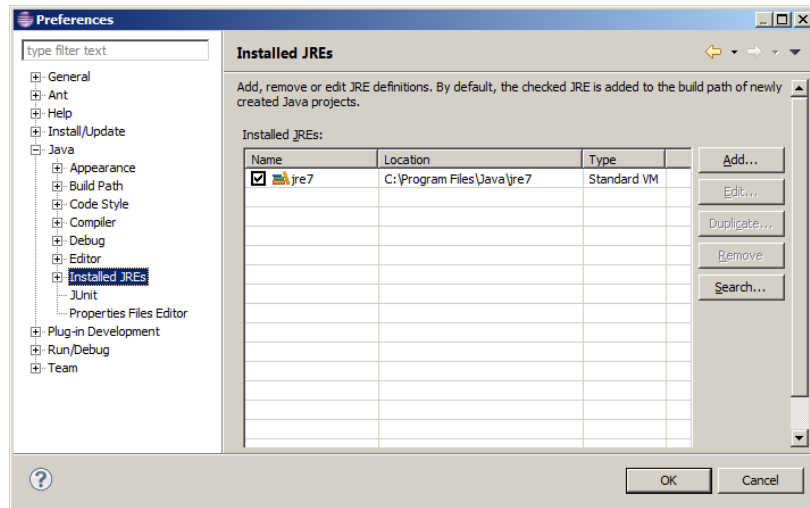 Preferences
type filter text
General
Ant
Help
Install/Update
Java
Appearance
Build Path
Code Style
Compiler
Debug
Editor
Installed JREs
JUnit
Properties Files Editor
Plug-in Development
Run/Debug
Team
Installed JREs
Add, remove or edit JRE definitions. By default, the checked JRE is added to the build path of newly
created Java projects.
Installed JREs:
Name Location Type
jre7 C:\Program Files\Java\jre7 Standard VM
Add...
Edit...
Duplicate...
Remove
Search...
OK Cancel